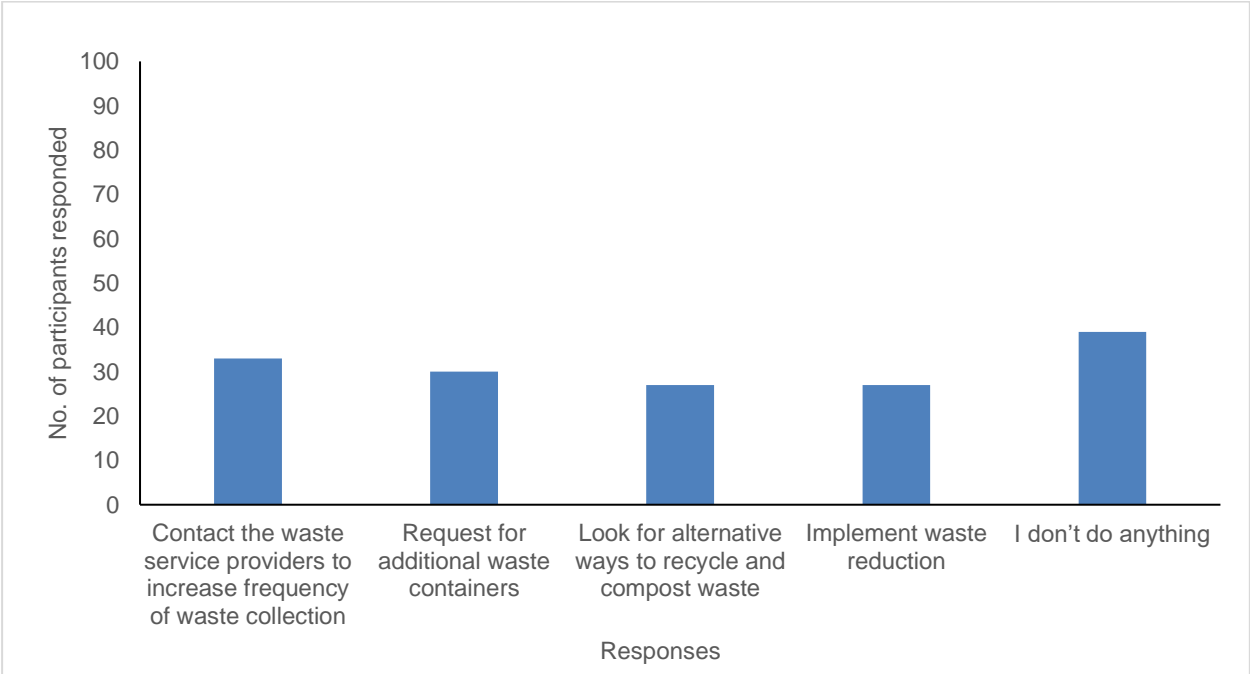 No. of participants responded
100
90
80
70
60
50
40
30
20
10
0
Contact the waste
service providers to
increase frequency
of waste collection
Request for
additional waste
containers
Look for alternative
ways to recycle and
compost waste
Implement waste
reduction
I don’t do anything
Responses